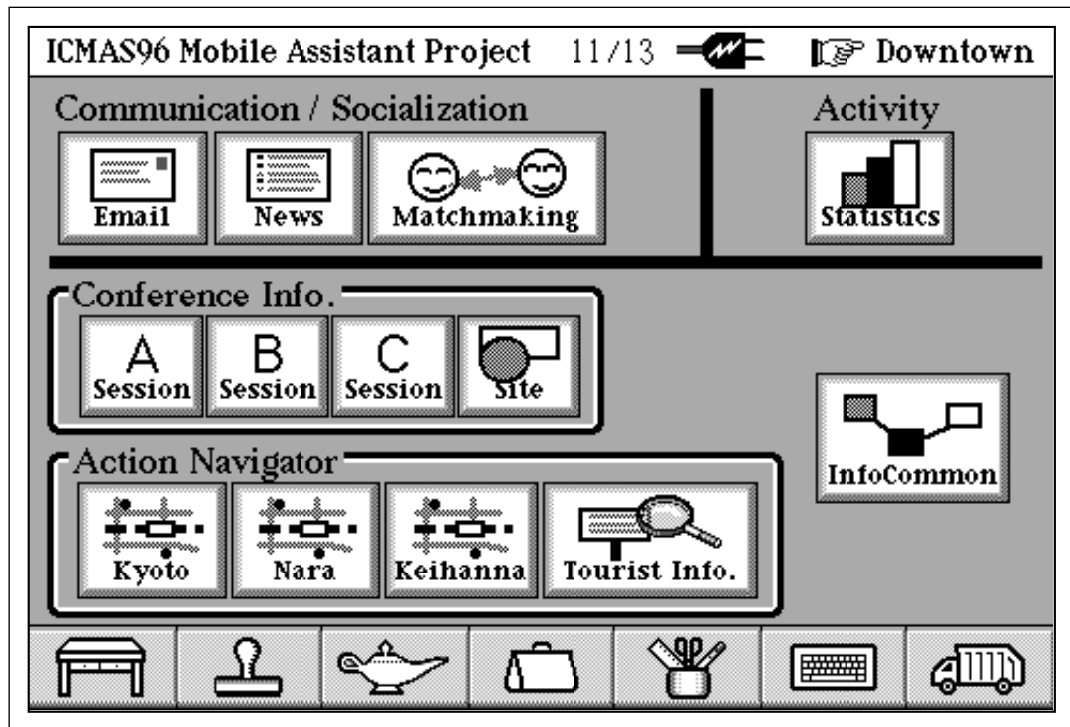 ICMAS96 Mobile Assistant Project 11/13 Downtown
Communication / Socialization
Activity
Email
News
Matchmaking
Statistics
Conference Info.
A
Session
B
Session
C
Session
Site
InfoCommon
Action Navigator
Kyoto
Nara
Keihanna
Tourist Info.